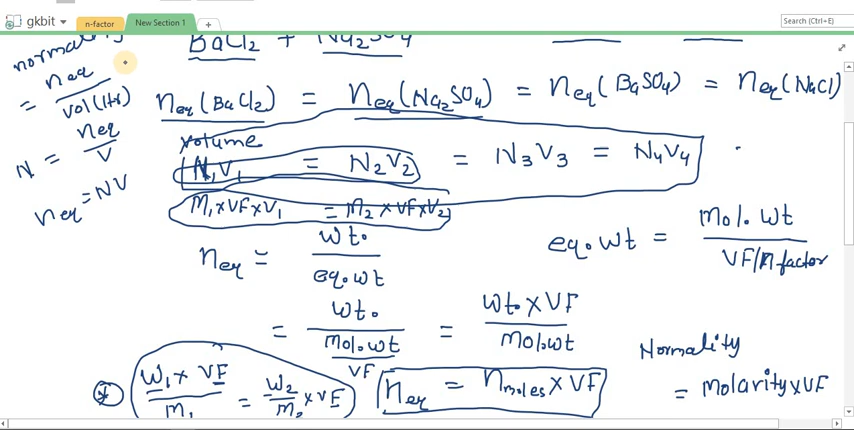 gkbit n-factor New Section 1 + Search (Ctrl+E)
BaCl2 + Na2SO4
normality = neq / vol(ltr)
neq(BaCl2) = neq(Na2SO4) = neq(BaSO4) = neq(NaCl)
N = neq / V
volume
N1V1 = N2V2 = N3V3 = N4V4
neq = NV
M1×VF×V1 = M2×VF×V2
neq = Wt. / eq.wt
eq.wt = Mol. Wt / VF/n factor
= Wt. / Mol.wt / VF = Wt.×VF / Mol.wt
Normality
= Molarity×VF
W1×VF / M1 = W2 / M2 ×VF
neq = nmoles×VF